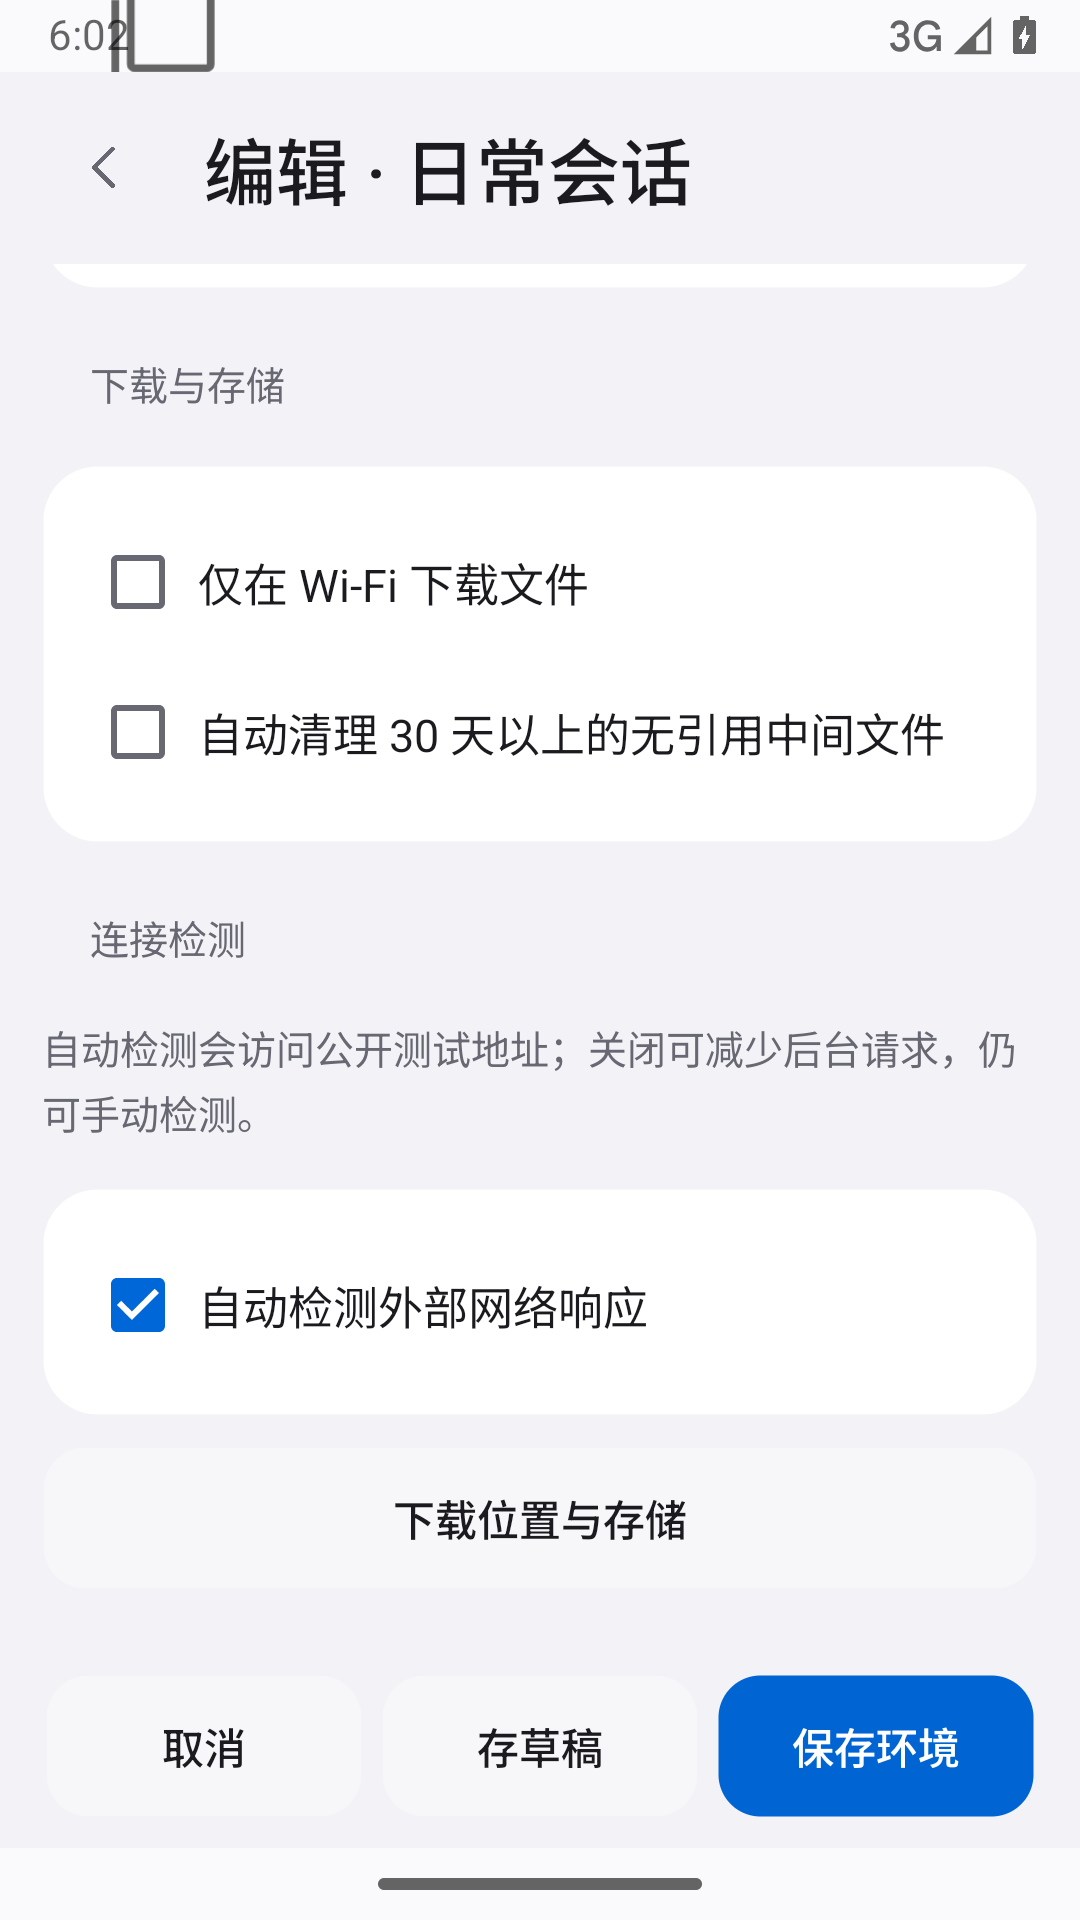 6:02
3G
编辑 · 日常会话
下载与存储
仅在 Wi-Fi 下载文件
自动清理 30 天以上的无引用中间文件
连接检测
自动检测会访问公开测试地址；关闭可减少后台请求，仍
可手动检测。
自动检测外部网络响应
下载位置与存储
取消
存草稿
保存环境